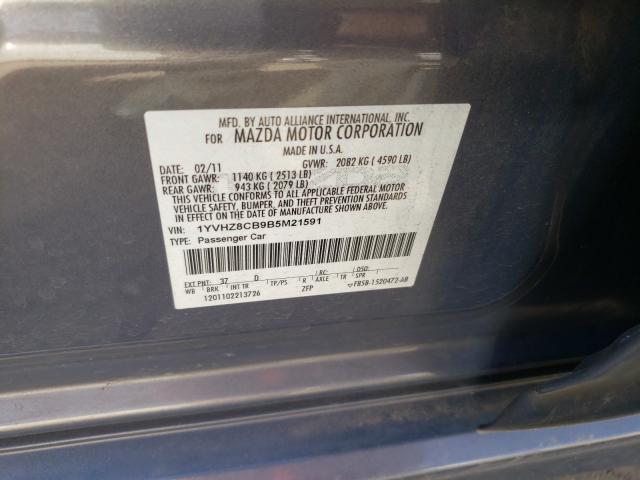 MFD. BY AUTO ALLIANCE INTERNATIONAL, INC.
FOR MAZDA MOTOR CORPORATION
MADE IN U.S.A.
DATE: 02/11 GVWR: 2082 KG ( 4590 LB)
FRONT GAWR: 1140 KG ( 2513 LB)
REAR GAWR: 943 KG ( 2079 LB)
THIS VEHICLE CONFORMS TO ALL APPLICABLE FEDERAL MOTOR
VEHICLE SAFETY, BUMPER, AND THEFT PREVENTION STANDARDS
IN EFFECT ON THE DATE OF MANUFACTURE SHOWN ABOVE.
VIN: 1YVHZ8CB9B5M21591
TYPE: Passenger Car
EXT PNT: 37 D RC: DSO:
WB BRK INT TR TP/PS R AXLE TR SPR
1201102213726 ZFP F85B-1520472-AB